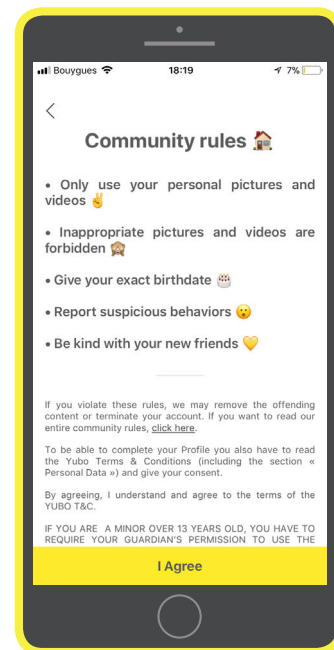 Bouygues 18:19 7%
Community rules 🏠
• Only use your personal pictures and
videos ✌️
• Inappropriate pictures and videos are
forbidden 🙈
• Give your exact birthdate 🎂
• Report suspicious behaviors 😮
• Be kind with your new friends 💛
If you violate these rules, we may remove the offending
content or terminate your account. If you want to read our
entire community rules, click here.
To be able to complete your Profile you also have to read
the Yubo Terms & Conditions (including the section «
Personal Data ») and give your consent.
By agreeing, I understand and agree to the terms of the
YUBO T&C.
IF YOU ARE A MINOR OVER 13 YEARS OLD, YOU HAVE TO
REQUIRE YOUR GUARDIAN'S PERMISSION TO USE THE
I Agree